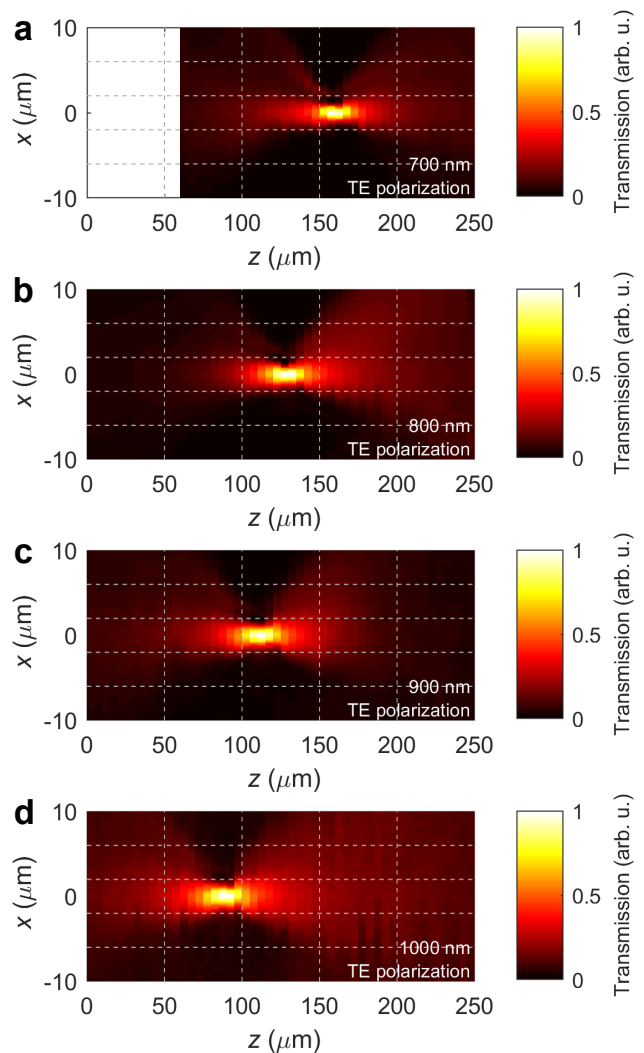 a
10
0
-10
x (μm)
0 50 100 150 200 250
z (μm)
700 nm
TE polarization
1
0.5
0
Transmission (arb. u.)
b
10
0
-10
x (μm)
0 50 100 150 200 250
z (μm)
800 nm
TE polarization
1
0.5
0
Transmission (arb. u.)
c
10
0
-10
x (μm)
0 50 100 150 200 250
z (μm)
900 nm
TE polarization
1
0.5
0
Transmission (arb. u.)
d
10
0
-10
x (μm)
0 50 100 150 200 250
z (μm)
1000 nm
TE polarization
1
0.5
0
Transmission (arb. u.)